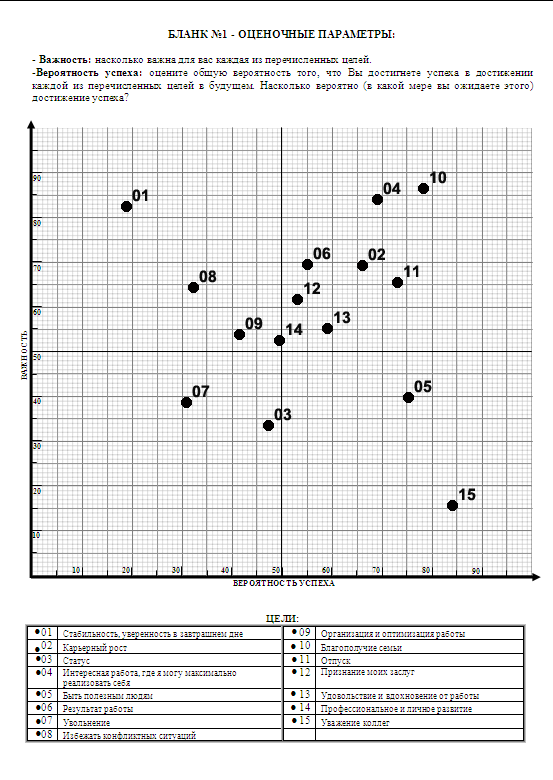 БЛАНК №1 - ОЦЕНОЧНЫЕ ПАРАМЕТРЫ:
- Важность: насколько важна для вас каждая из перечисленных целей.
-Вероятность успеха: оцените общую вероятность того, что Вы достигнете успеха в достижении
каждой из перечисленных целей в будущем. Насколько вероятно (в какой мере вы ожидаете этого)
достижение успеха?
90
80
70
60
50
40
30
20
10
ВАЖНОСТЬ
01
10
04
06
02
11
08
12
13
09
14
07
05
03
15
10 20 30 40 50 60 70 80 90
ВЕРОЯТНОСТЬ УСПЕХА
ЦЕЛИ:
01 Стабильность, уверенность в завтрашнем дне
02 Карьерный рост
03 Статус
04 Интересная работа, где я могу максимально
реализовать себя
05 Быть полезным людям
06 Результат работы
07 Увольнение
08 Избежать конфликтных ситуаций
09 Организация и оптимизация работы
10 Благополучие семьи
11 Отпуск
12 Признание моих заслуг
13 Удовольствие и вдохновение от работы
14 Профессиональное и личное развитие
15 Уважение коллег